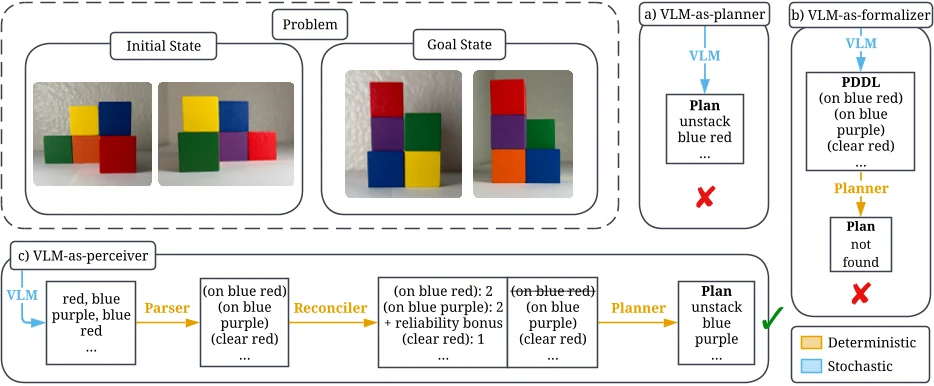 Problem
Initial State
Goal State
a) VLM-as-planner
VLM
Plan
unstack
blue red
...
b) VLM-as-formalizer
VLM
PDDL
(on blue red)
(on blue
purple)
(clear red)
...
Planner
Plan
not
found
c) VLM-as-perceiver
VLM
red, blue
purple, blue
red
...
Parser
(on blue red)
(on blue
purple)
(clear red)
...
Reconciler
(on blue red): 2
(on blue purple): 2
+ reliability bonus
(clear red): 1
...
(on blue red)
(on blue
purple)
(clear red)
...
Planner
Plan
unstack
blue
purple
...
Deterministic
Stochastic